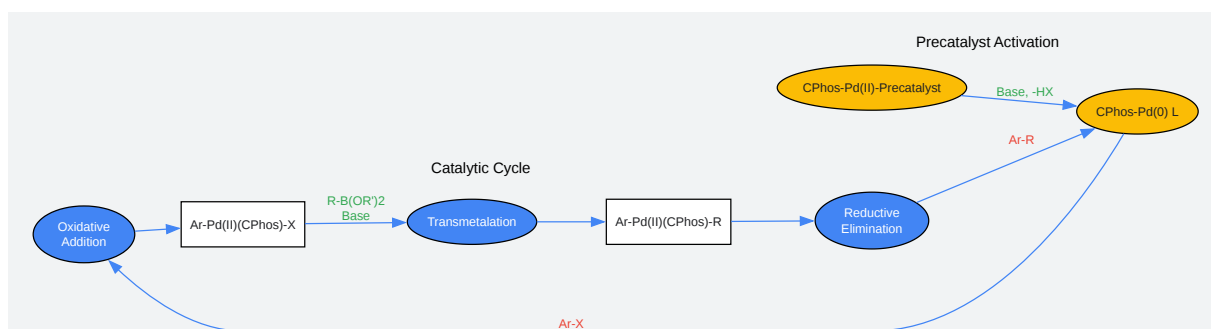 Precatalyst Activation
CPhos-Pd(II)-Precatalyst
Base, -HX
CPhos-Pd(0) L
Ar-R
Catalytic Cycle
Oxidative
Addition
Ar-Pd(II)(CPhos)-X
R-B(OR')2
Base
Transmetalation
Ar-Pd(II)(CPhos)-R
Reductive
Elimination
Ar-X